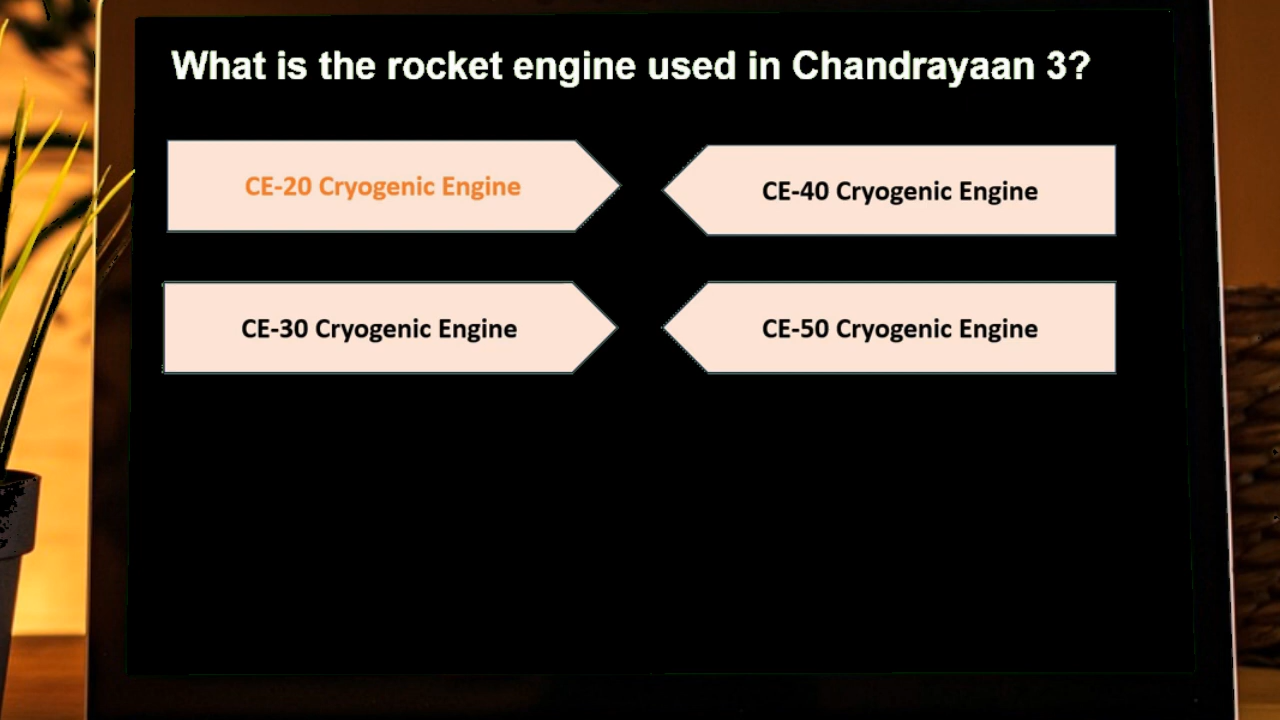 What is the rocket engine used in Chandrayaan 3?
CE-20 Cryogenic Engine
CE-40 Cryogenic Engine
CE-30 Cryogenic Engine
CE-50 Cryogenic Engine